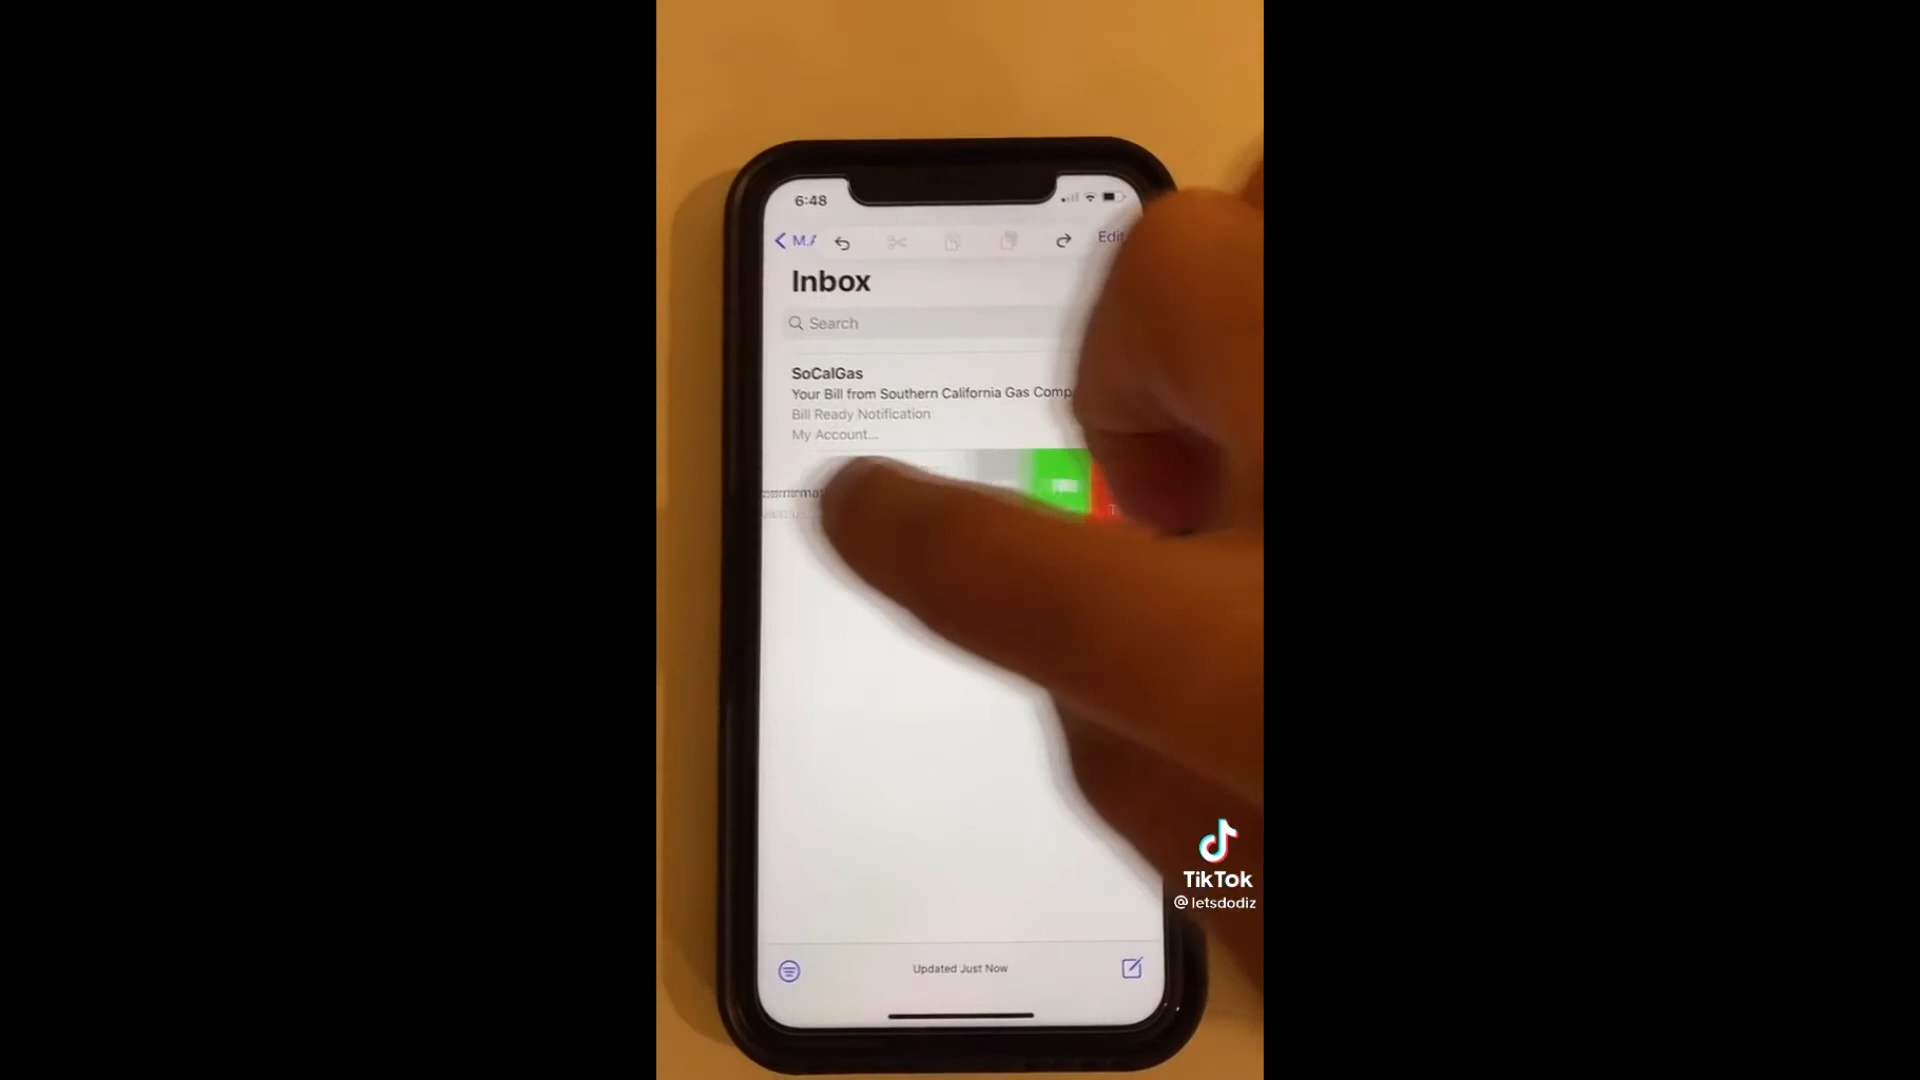 6:48
Edit
Inbox
Search
SoCalGas
Your Bill from Southern California Gas
Bill Ready Notification
My Account...
Updated Just Now
TikTok
@letsdodiz